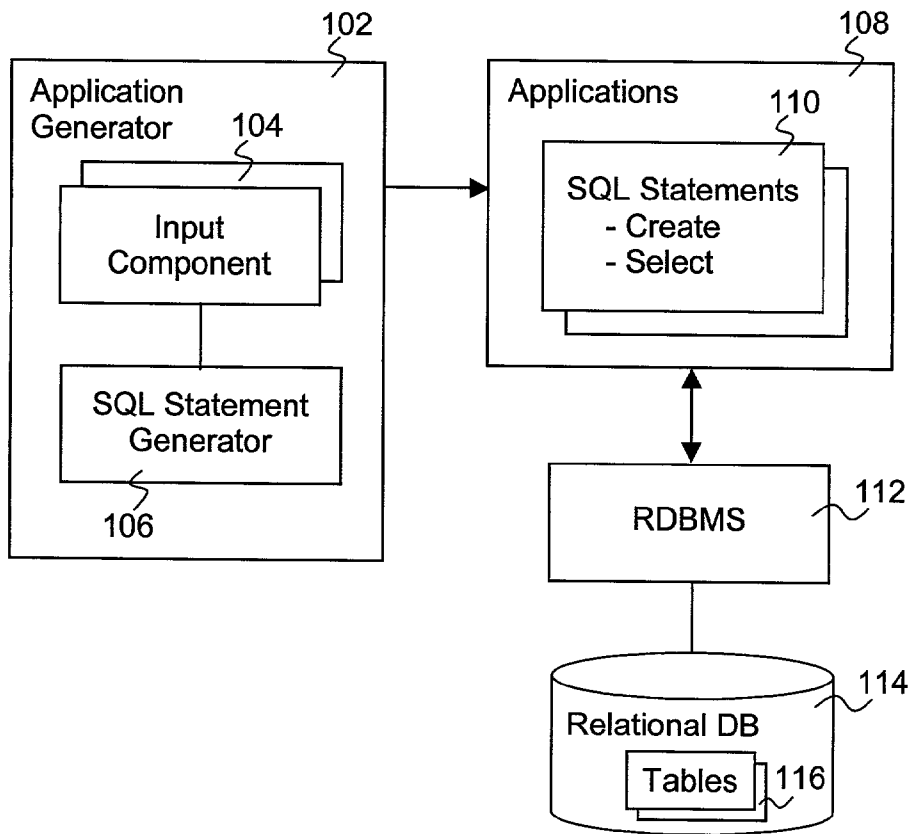 102
Application
Generator
104
Input
Component
SQL Statement
Generator
106
108
Applications
110
SQL Statements
- Create
- Select
RDBMS
112
114
Relational DB
Tables
116